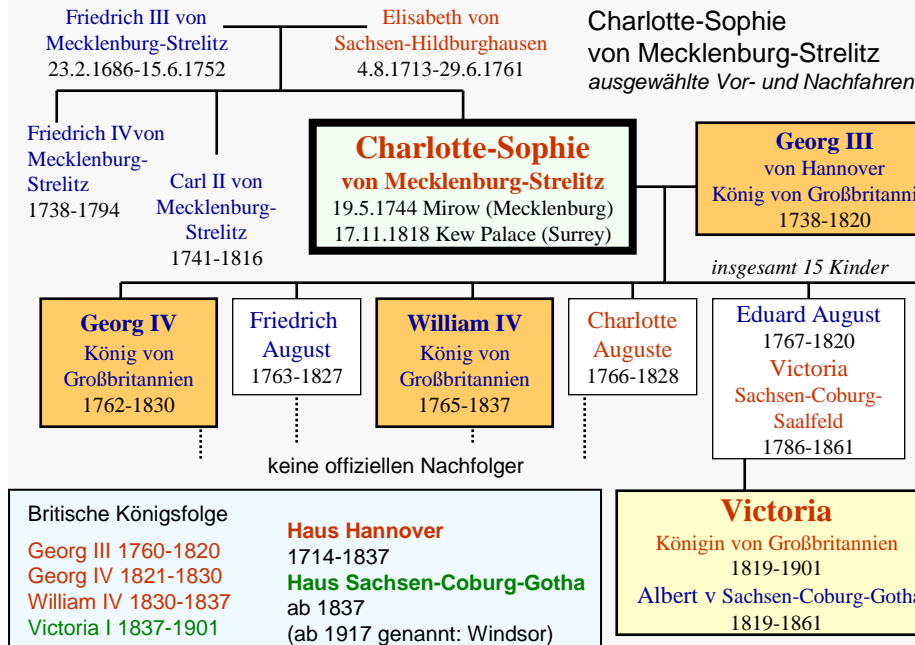 Friedrich III von
Mecklenburg-Strelitz
23.2.1686-15.6.1752
Elisabeth von
Sachsen-Hildburghausen
4.8.1713-29.6.1761
Charlotte-Sophie
von Mecklenburg-Strelitz
ausgewählte Vor- und Nachfahren
Friedrich IVvon
Mecklenburg-
Strelitz
1738-1794
Carl II von
Mecklenburg-
Strelitz
1741-1816
Charlotte-Sophie
von Mecklenburg-Strelitz
19.5.1744 Mirow (Mecklenburg)
17.11.1818 Kew Palace (Surrey)
Georg III
von Hannover
König von Großbritanni
1738-1820
insgesamt 15 Kinder
Georg IV
König von
Großbritannien
1762-1830
Friedrich
August
1763-1827
William IV
König von
Großbritannien
1765-1837
Charlotte
Auguste
1766-1828
Eduard August
1767-1820
Victoria
Sachsen-Coburg-
Saalfeld
1786-1861
keine offiziellen Nachfolger
Britische Königsfolge
Georg III 1760-1820
Georg IV 1821-1830
William IV 1830-1837
Victoria I 1837-1901
Haus Hannover
1714-1837
Haus Sachsen-Coburg-Gotha
ab 1837
(ab 1917 genannt: Windsor)
Victoria
Königin von Großbritannien
1819-1901
Albert v Sachsen-Coburg-Gotha
1819-1861